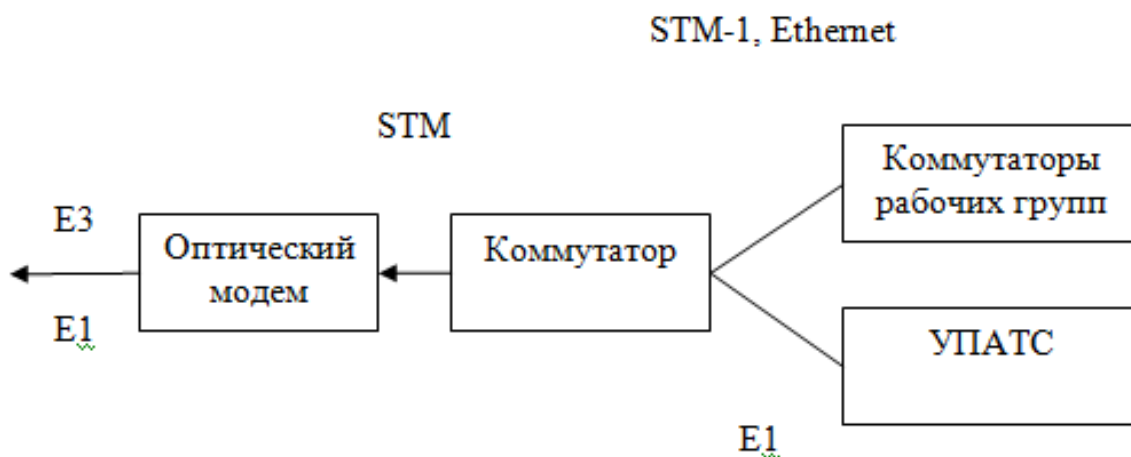 STM-1, Ethernet
STM
Коммутаторы
рабочих групп
E3
Оптический
модем
Коммутатор
E1
УПАТС
E1